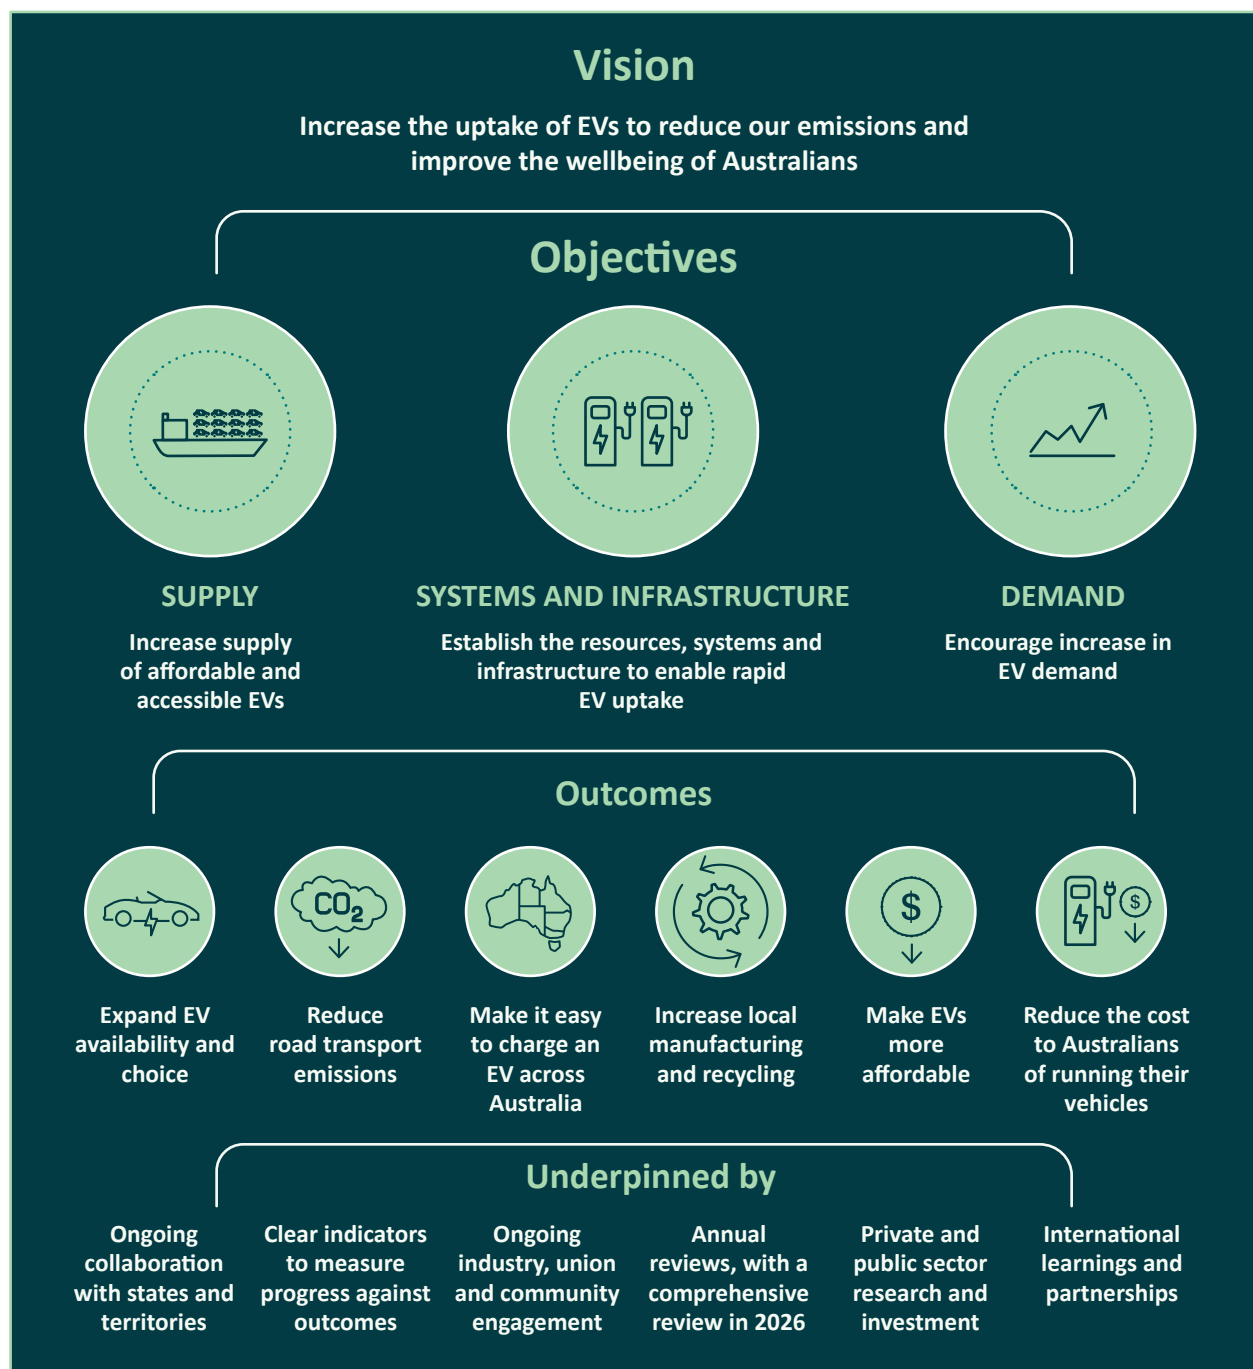 Vision
Increase the uptake of EVs to reduce our emissions and
improve the wellbeing of Australians
Objectives
SUPPLY
Increase supply
of affordable and
accessible EVs
SYSTEMS AND INFRASTRUCTURE
Establish the resources, systems and
infrastructure to enable rapid
EV uptake
DEMAND
Encourage increase in
EV demand
Outcomes
Expand EV
availability and
choice
CO2
Reduce
road transport
emissions
Make it easy
to charge an
EV across
Australia
Increase local
manufacturing
and recycling
$
Make EVs
more
affordable
$
Reduce the cost
to Australians
of running their
vehicles
Underpinned by
Ongoing
collaboration
with states and
territories
Clear indicators
to measure
progress against
outcomes
Ongoing
industry, union
and community
engagement
Annual
reviews, with a
comprehensive
review in 2026
Private and
public sector
research and
investment
International
learnings and
partnerships